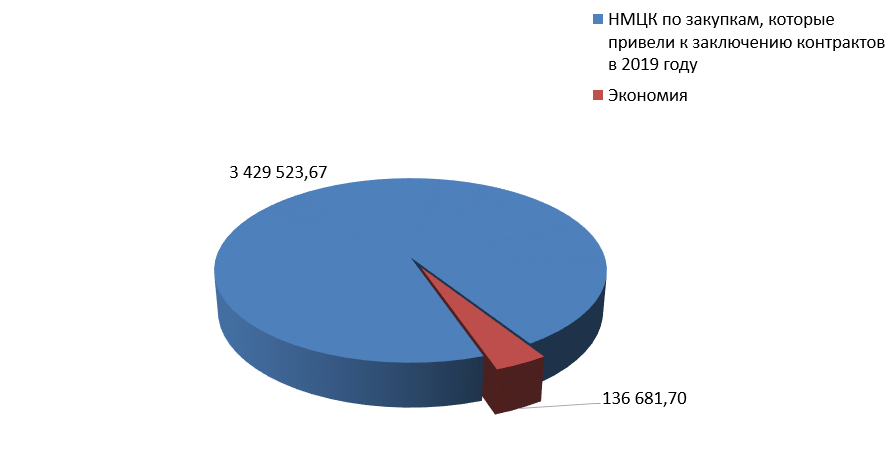 НМЦК по закупкам, которые
привели к заключению контрактов
в 2019 году
Экономия
3 429 523,67
136 681,70